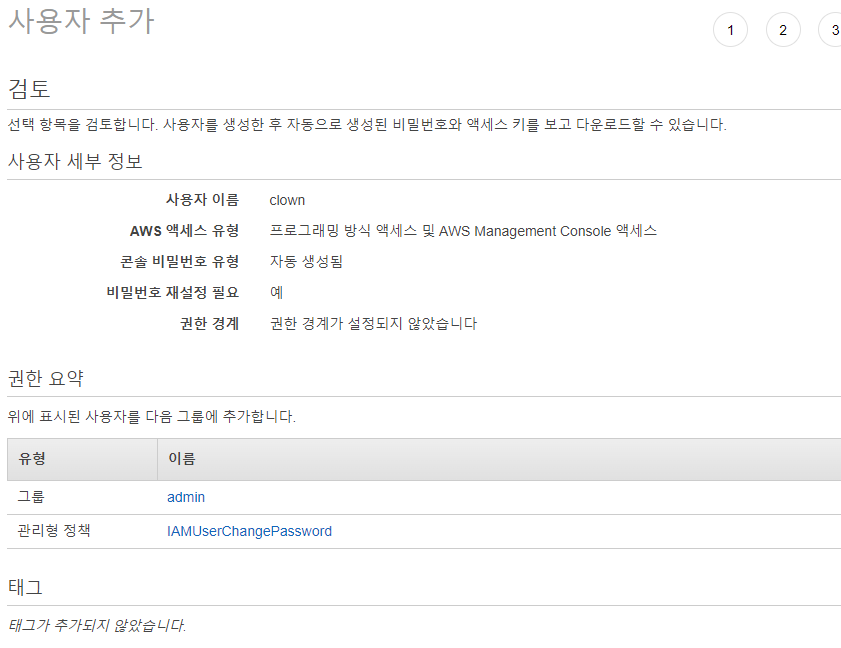 사용자 추가
1 2 3
검토
선택 항목을 검토합니다. 사용자를 생성한 후 자동으로 생성된 비밀번호와 액세스 키를 보고 다운로드할 수 있습니다.
사용자 세부 정보
사용자 이름 clown
AWS 액세스 유형 프로그래밍 방식 액세스 및 AWS Management Console 액세스
콘솔 비밀번호 유형 자동 생성됨
비밀번호 재설정 필요 예
권한 경계 권한 경계가 설정되지 않았습니다
권한 요약
위에 표시된 사용자를 다음 그룹에 추가합니다.
유형 이름
그룹 admin
관리형 정책 IAMUserChangePassword
태그
태그가 추가되지 않았습니다.